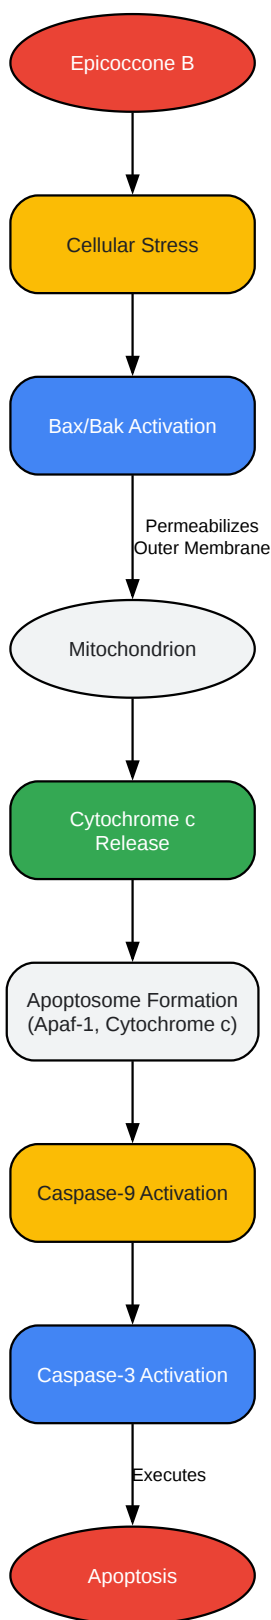 Epicoccone B
Cellular Stress
Bax/Bak Activation
Permeabilizes
Outer Membrane
Mitochondrion
Cytochrome c
Release
Apoptosome Formation
(Apaf-1, Cytochrome c)
Caspase-9 Activation
Caspase-3 Activation
Executes
Apoptosis